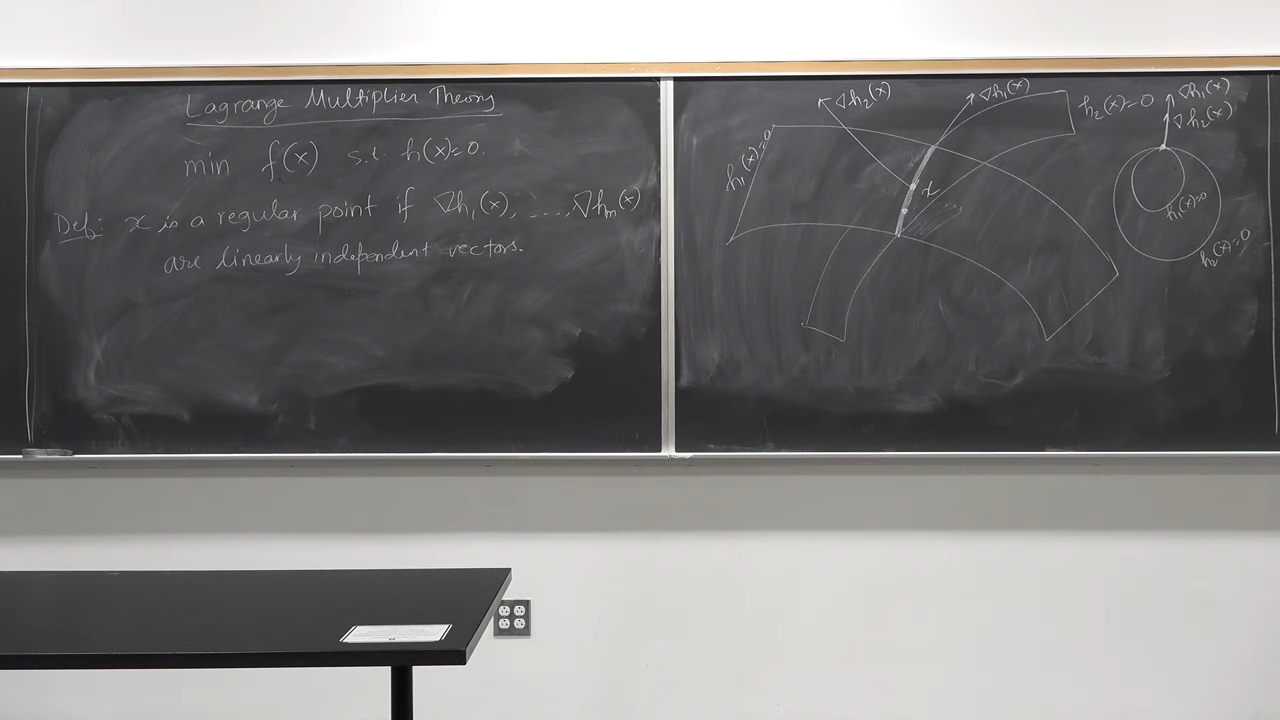 Lagrange Multiplier Theory
min f(x) s.t. h(x)=0.
Def: x is a regular point if ∇h₁(x), ...., ∇hₘ(x)
are linearly independent vectors.
∇h₂(x)
∇h₁(x)
h₂(x)=0
h₁(x)=0
x
∇h₁(x)
∇h₂(x)
h₁(x)=0
h₂(x)=0